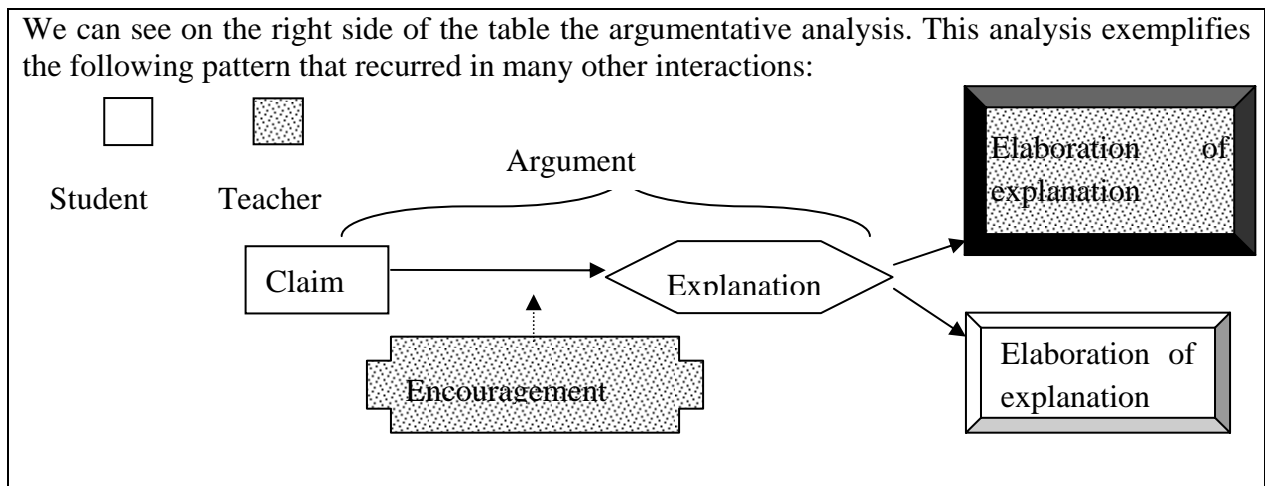 We can see on the right side of the table the argumentative analysis. This analysis exemplifies
the following pattern that recurred in many other interactions:
Argument
Student Teacher
Claim
Explanation
Encouragement
Elaboration of
explanation
Elaboration of
explanation